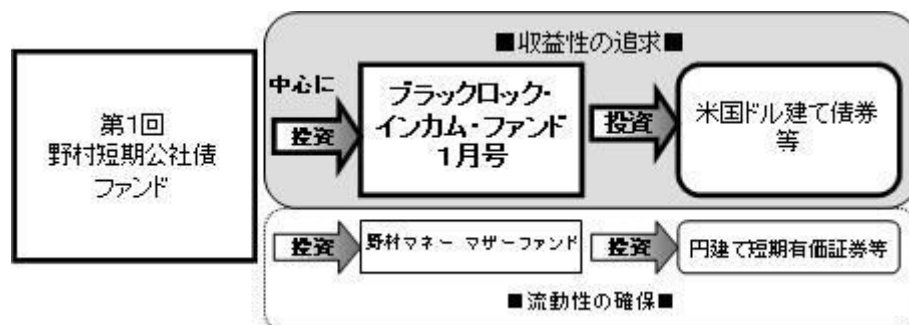 ■収益性の追求■
第1回
野村短期公社債
ファンド
中心に
投資
ブラックロック・
インカム・ファンド
1月号
投資
米国ドル建て債券
等
投資
野村マネー マザーファンド
投資
円建て短期有価証券等
■流動性の確保■